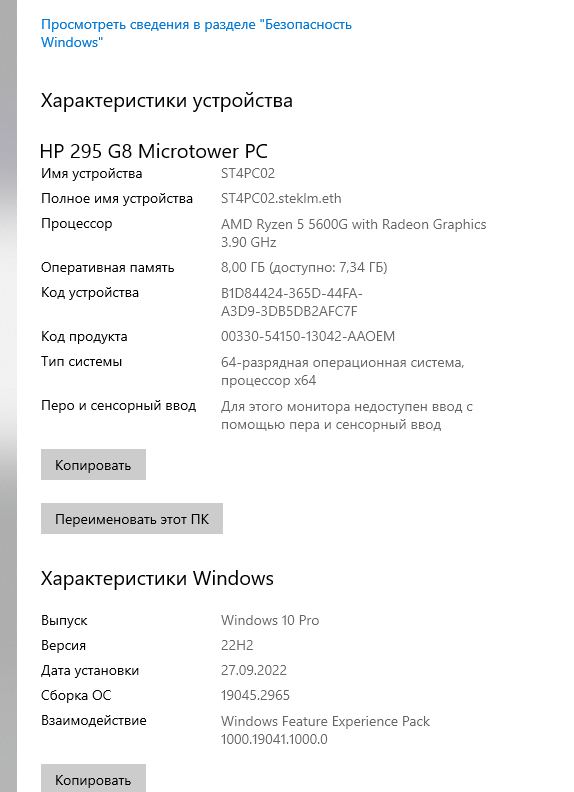 Просмотреть сведения в разделе "Безопасность
Windows"
Характеристики устройства
HP 295 G8 Microtower PC
Имя устройства ST4PC02
Полное имя устройства ST4PC02.steklm.eth
Процессор AMD Ryzen 5 5600G with Radeon Graphics
3.90 GHz
Оперативная память 8,00 ГБ (доступно: 7,34 ГБ)
Код устройства B1D84424-365D-44FA-
A3D9-3DB5DB2AFC7F
Код продукта 00330-54150-13042-AAOEM
Тип системы 64-разрядная операционная система,
процессор x64
Перо и сенсорный ввод Для этого монитора недоступен ввод с
помощью пера и сенсорный ввод
Копировать
Переименовать этот ПК
Характеристики Windows
Выпуск Windows 10 Pro
Версия 22H2
Дата установки 27.09.2022
Сборка ОС 19045.2965
Взаимодействие Windows Feature Experience Pack
1000.19041.1000.0
Копировать